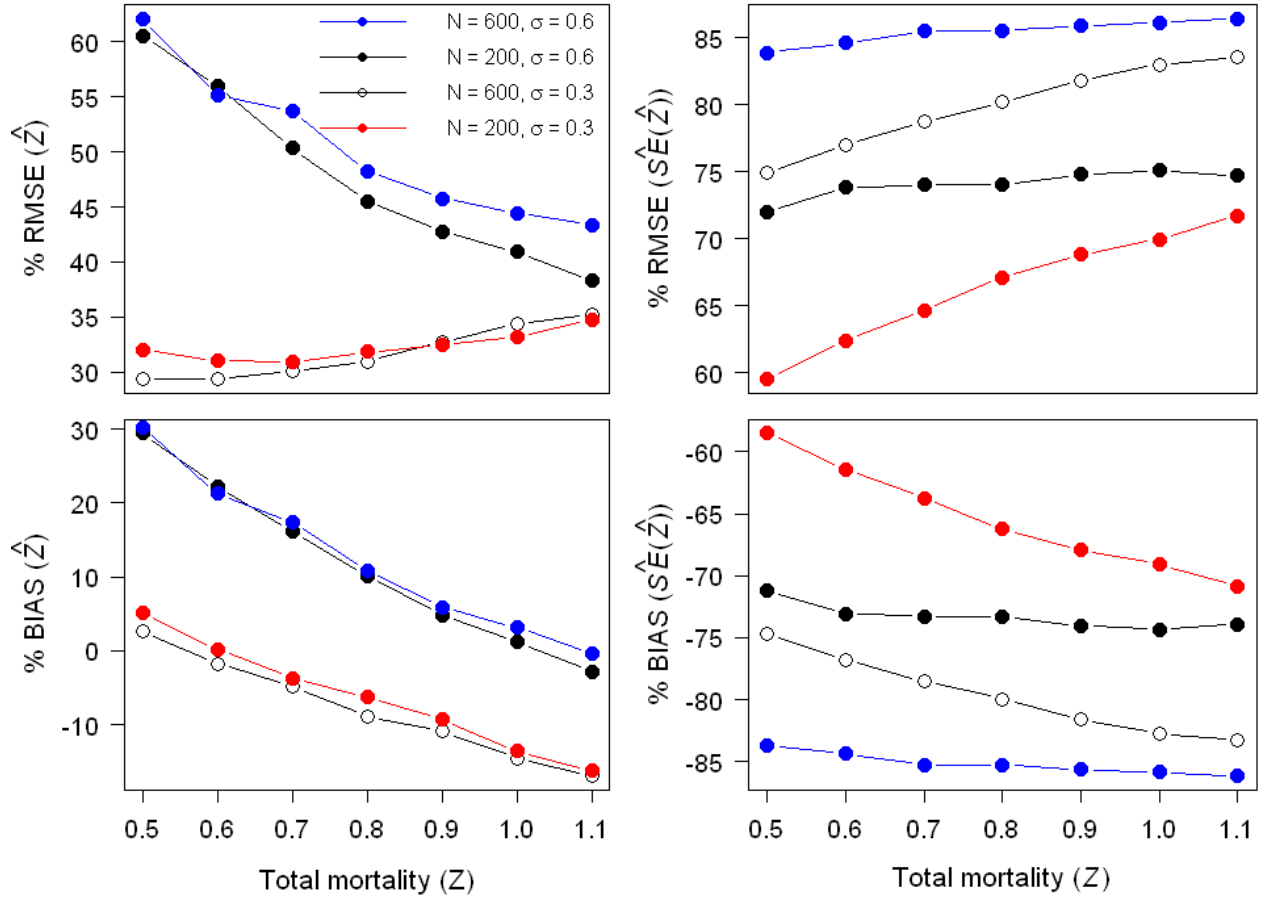 % RMSE (Ẑ)
60
55
50
45
40
35
30
N = 600, σ = 0.6
N = 200, σ = 0.6
N = 600, σ = 0.3
N = 200, σ = 0.3
% RMSE (SÊ(Ẑ))
85
80
75
70
65
60
% BIAS (Ẑ)
30
20
10
0
-10
0.5 0.6 0.7 0.8 0.9 1.0 1.1
Total mortality (Z)
% BIAS (SÊ(Ẑ))
-60
-65
-70
-75
-80
-85
0.5 0.6 0.7 0.8 0.9 1.0 1.1
Total mortality (Z)